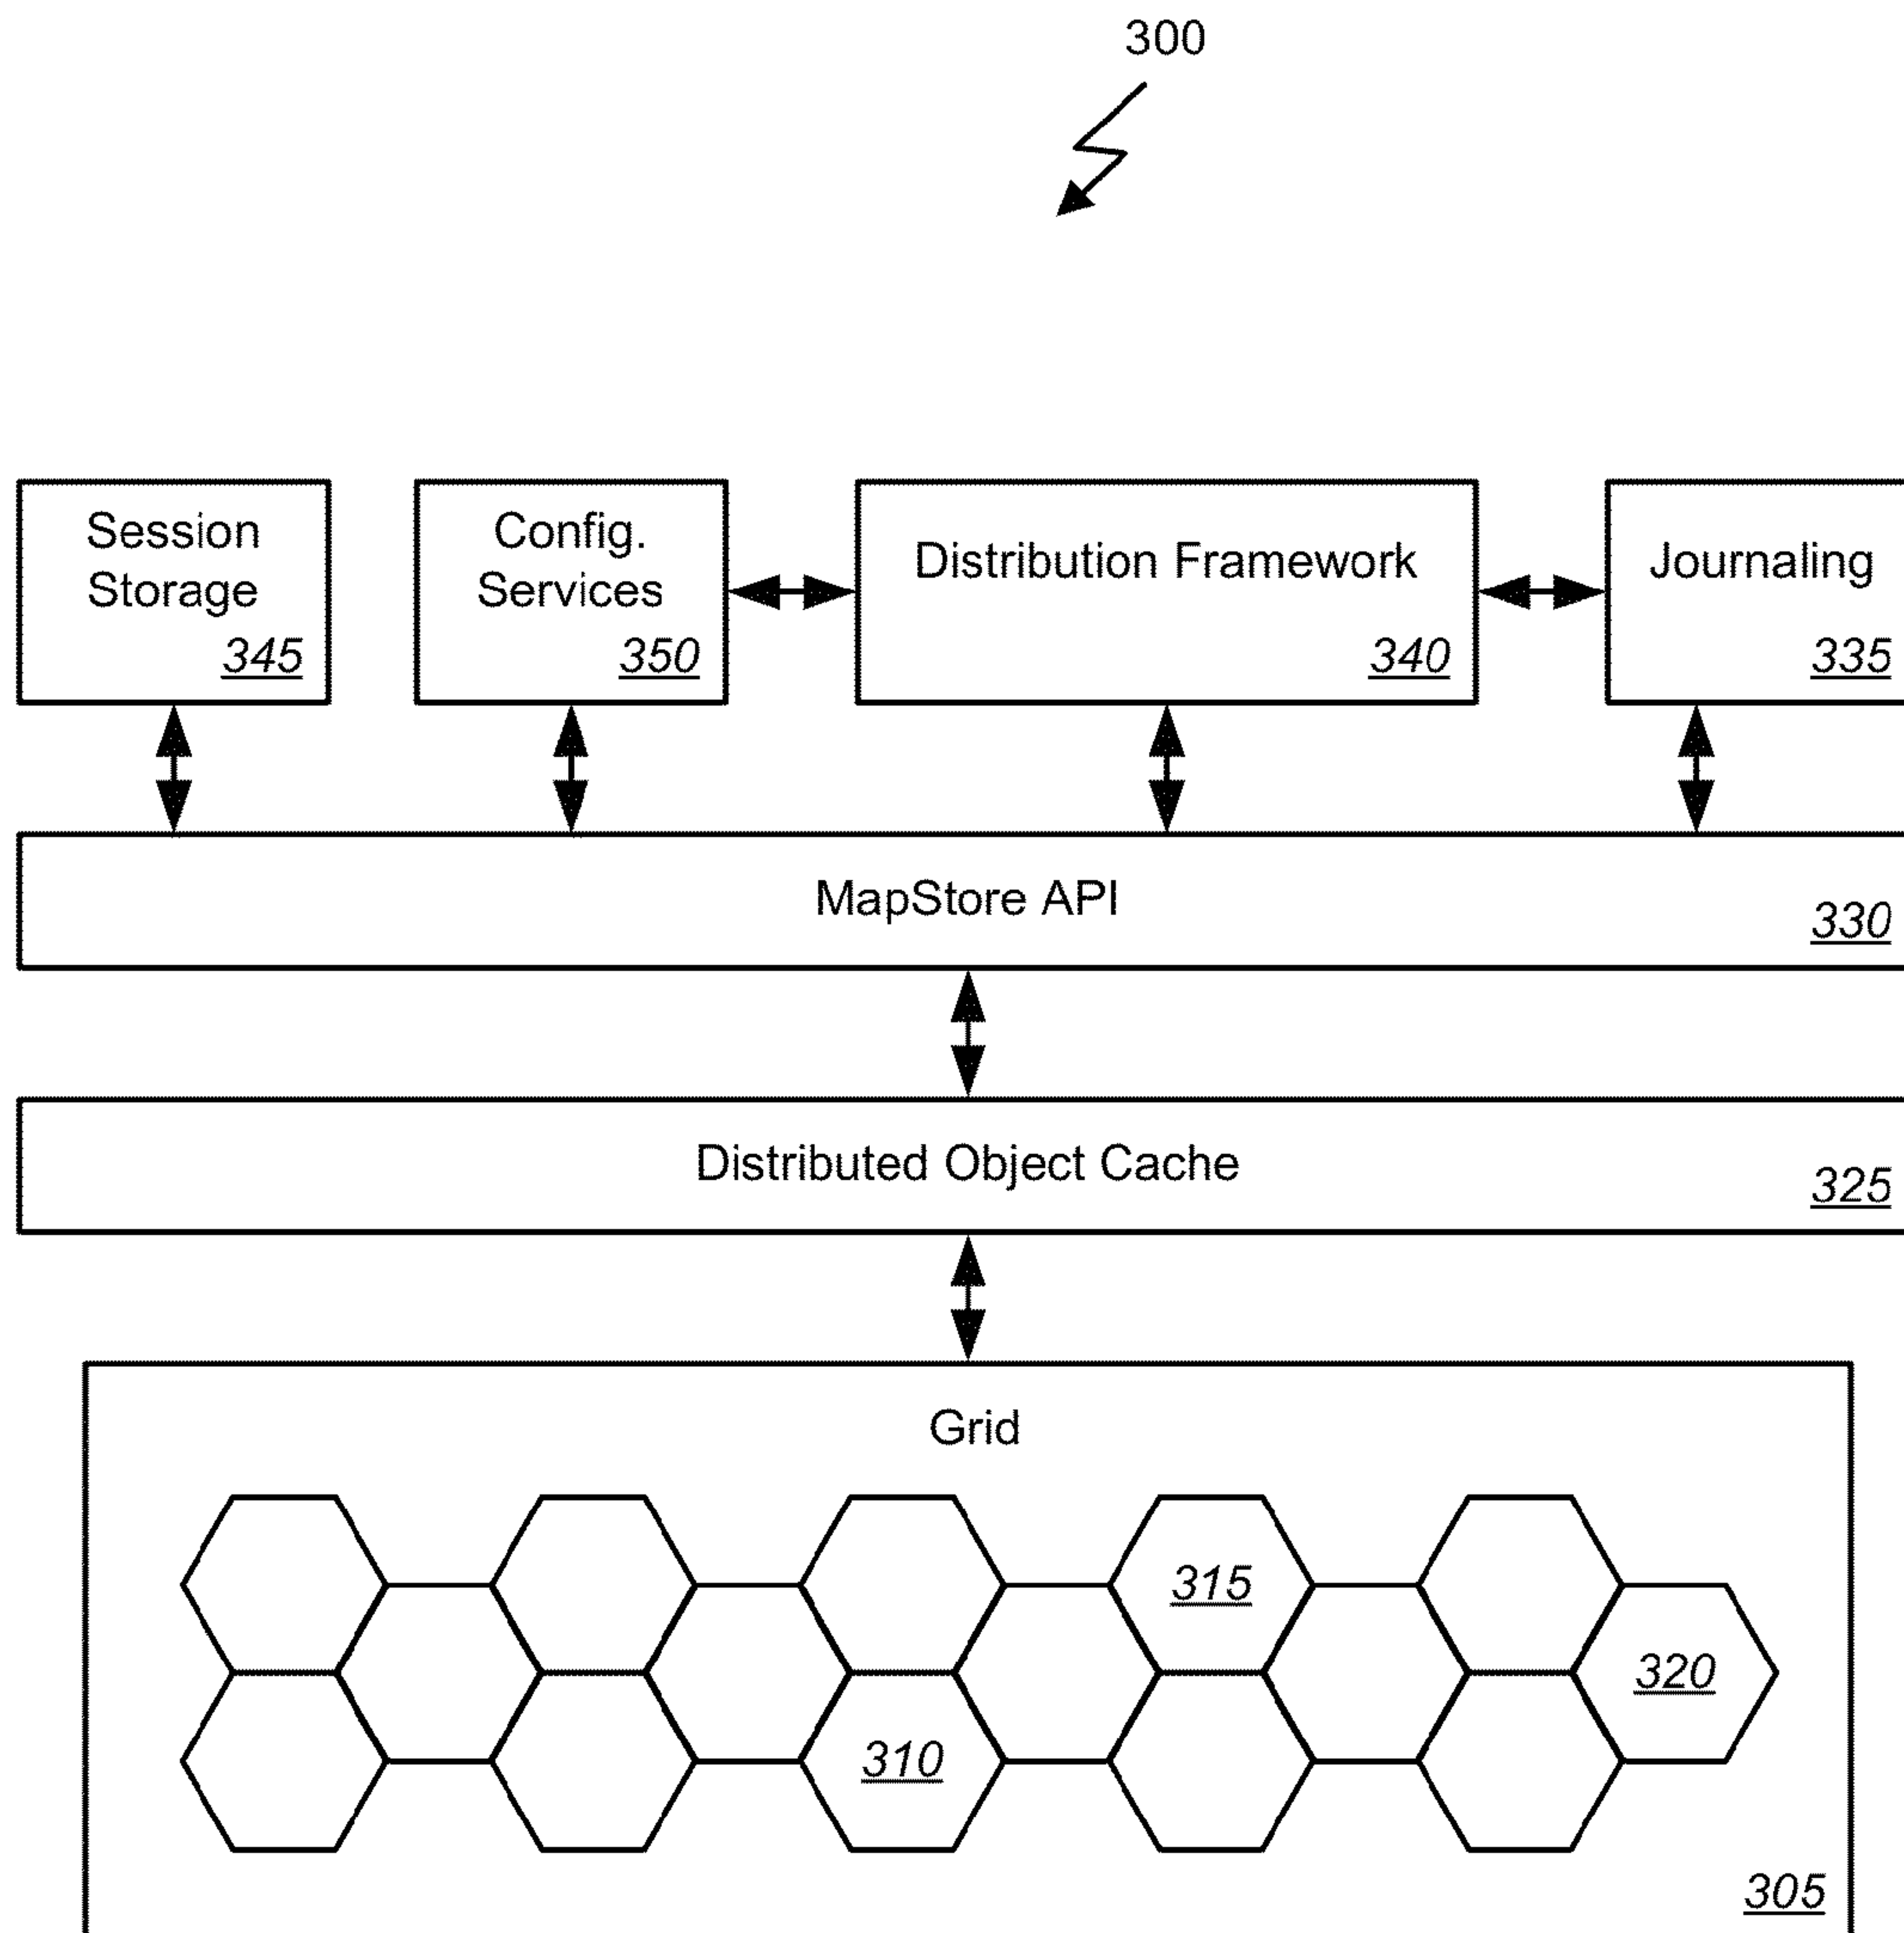 300
Session
Storage
345
Config.
Services
350
Distribution Framework
340
Journaling
335
MapStore API
330
Distributed Object Cache
325
Grid
315
320
310
305